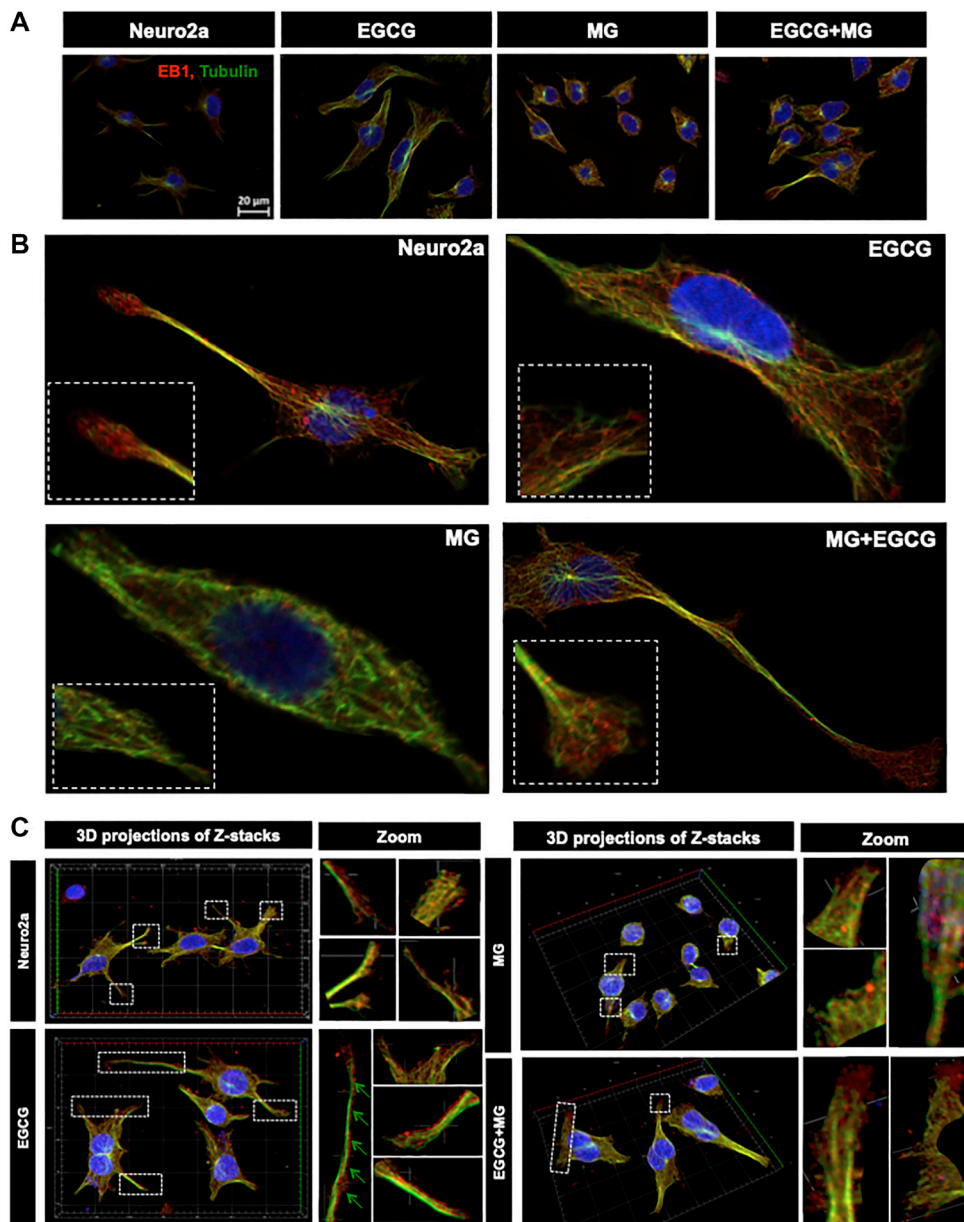 A
Neuro2a
EGCG
MG
EGCG+MG
EB1, Tubulin
20 µm
B
Neuro2a
EGCG
MG
MG+EGCG
C
3D projections of Z-stacks
Zoom
3D projections of Z-stacks
Zoom
Neuro2a
MG
EGCG
EGCG+MG